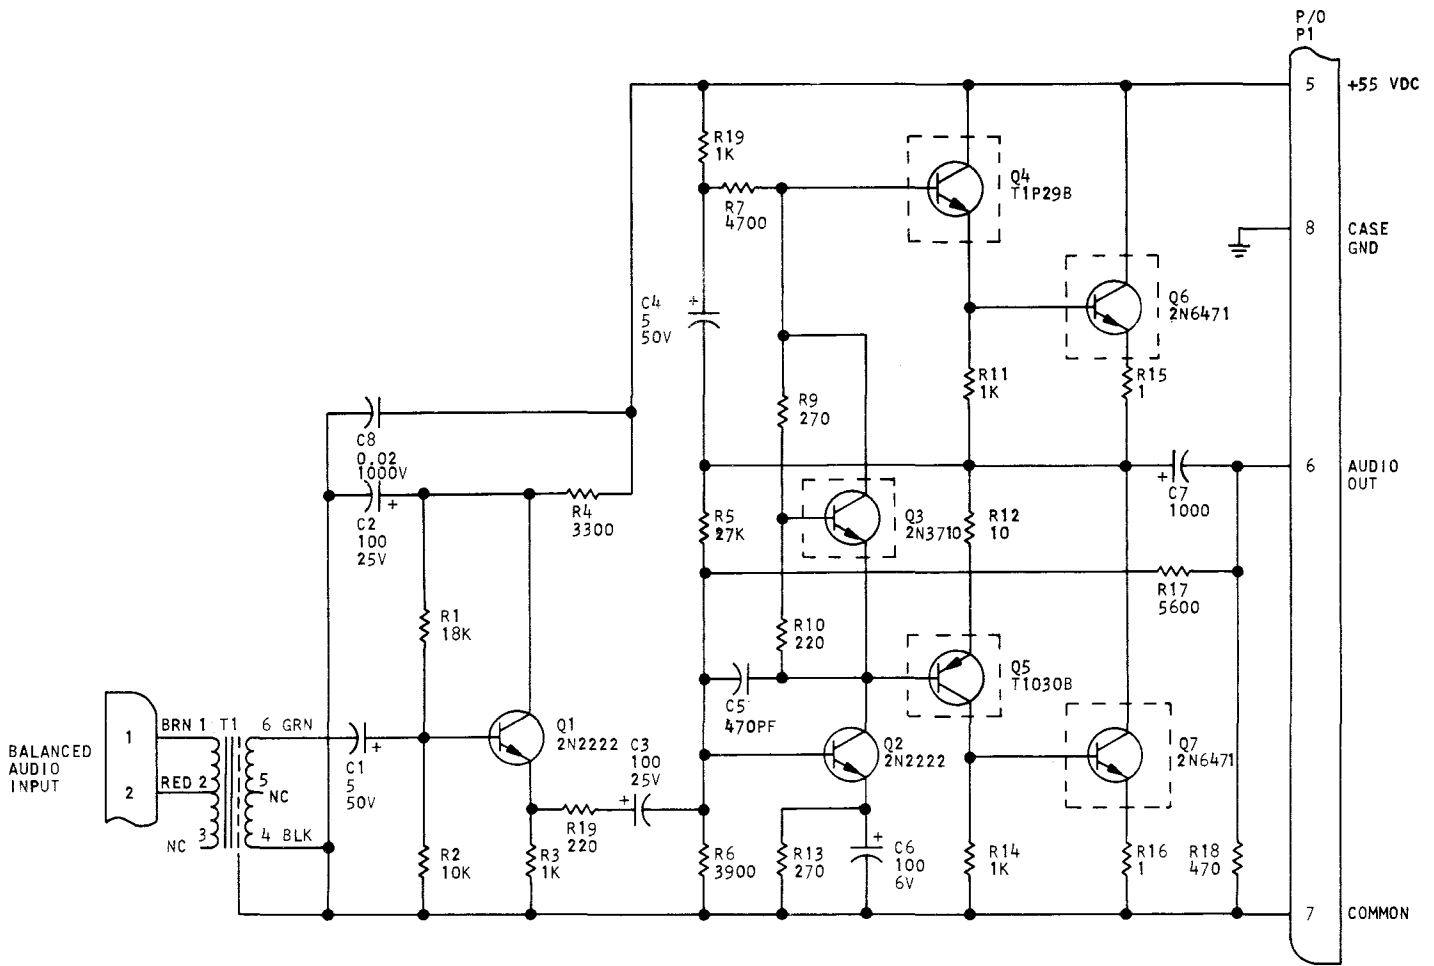 P/O
P1
5
+55 VDC
R19
1K
Q4
T1P29B
R7
4700
8
CASE
GND
C4
+
5
50V
Q6
2N6471
R11
1K
R15
1
R9
270
C8
0.02
1000V
6
AUDIO
OUT
+
C7
1000
C2
+
100
25V
R4
3300
R5
27K
Q3
2N3710
R12
10
R17
5600
R1
18K
R10
220
Q5
T1030B
C5
470PF
BALANCED
AUDIO
INPUT
1
2
BRN 1
T1
6 GRN
RED 2
5
NC
3
NC
4 BLK
C1
+
5
50V
Q1
2N2222
C3
100
25V
+
Q2
2N2222
Q7
2N6471
R19
220
R2
10K
R3
1K
R6
3900
R13
270
+
C6
100
6V
R14
1K
R16
1
R18
470
7
COMMON